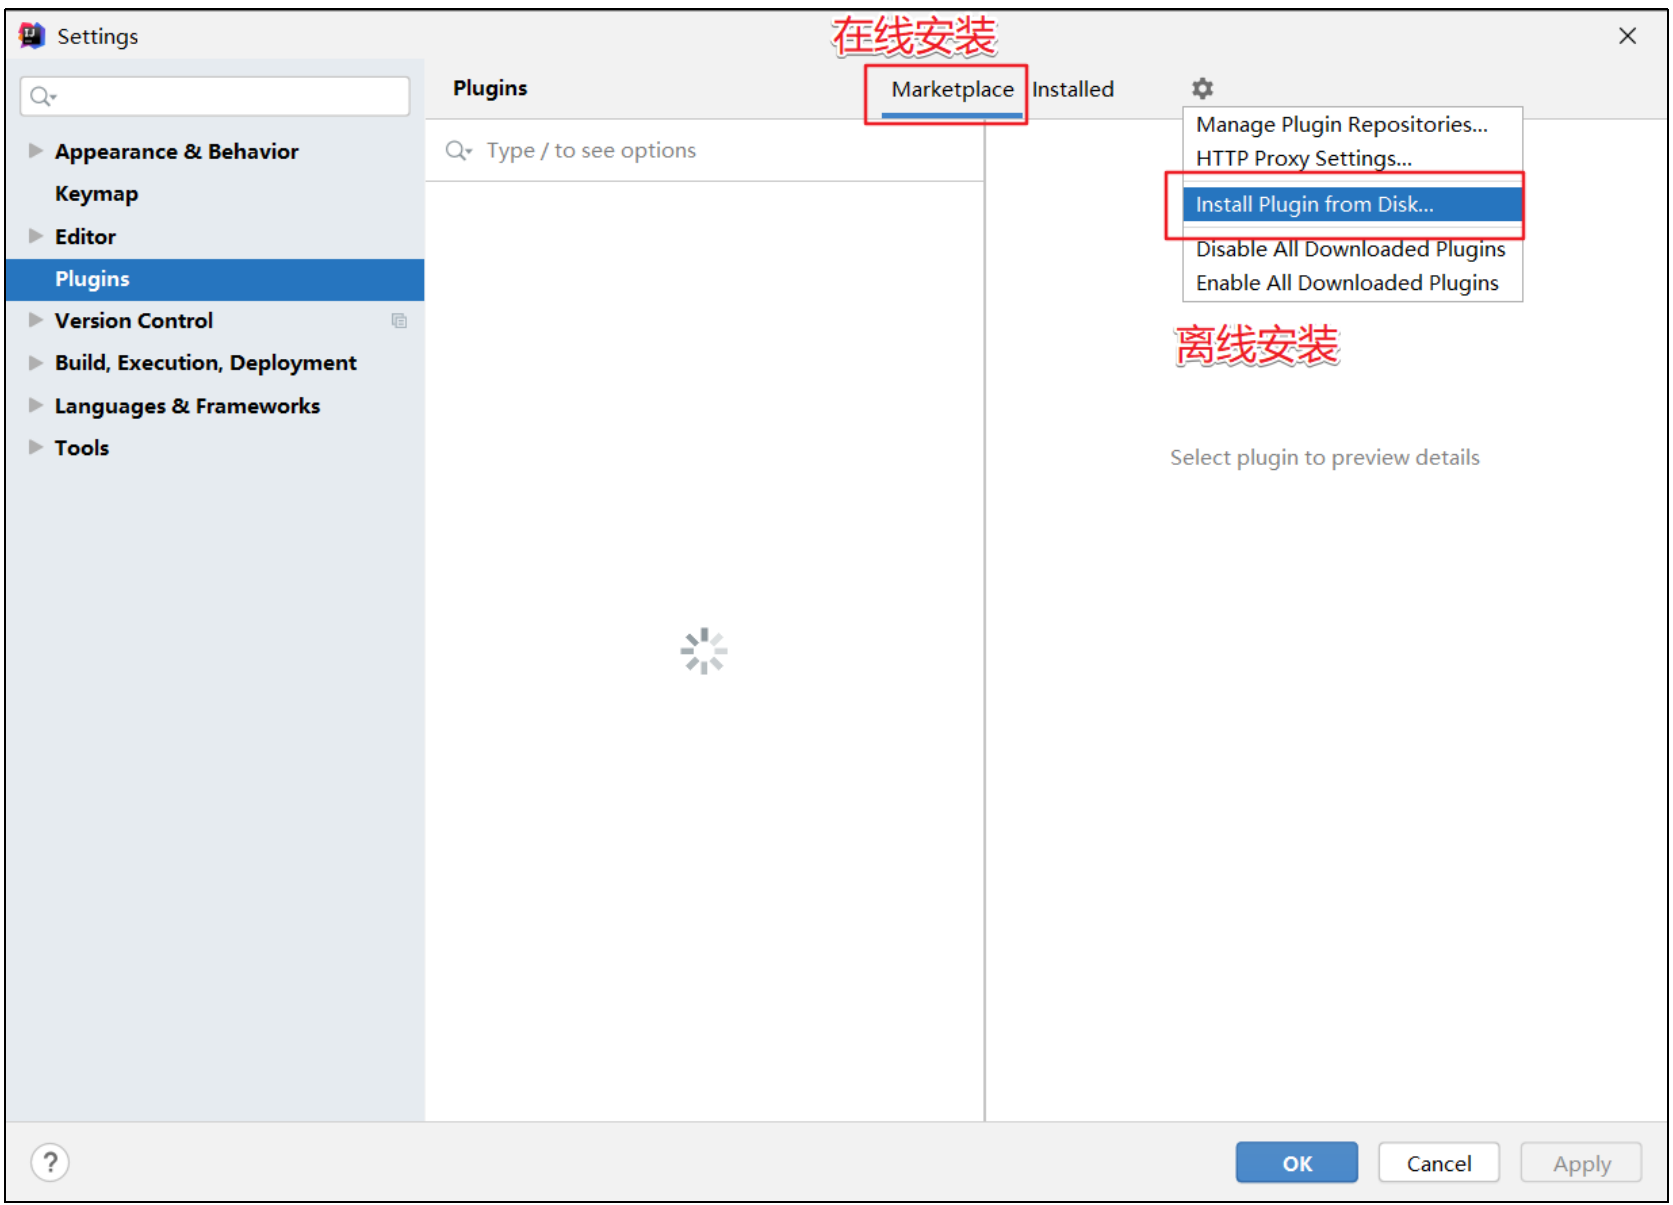 Settings
在线安装
Plugins
Marketplace
Installed
Appearance & Behavior
Keymap
Editor
Plugins
Version Control
Build, Execution, Deployment
Languages & Frameworks
Tools
Type / to see options
Manage Plugin Repositories...
HTTP Proxy Settings...
Install Plugin from Disk...
Disable All Downloaded Plugins
Enable All Downloaded Plugins
离线安装
Select plugin to preview details
?
OK
Cancel
Apply